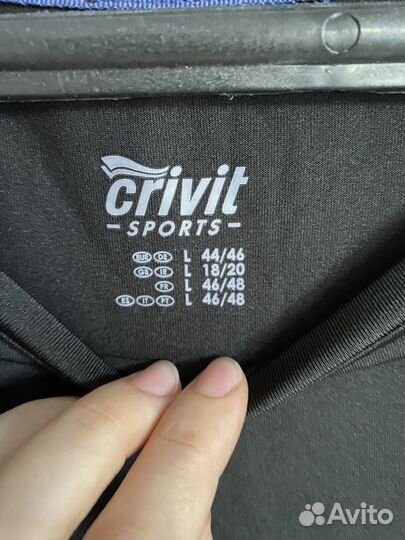 crivit
- SPORTS -
EUR DE L 44/46
GB IE L 18/20
FR L 46/48
ES IT PT L 46/48
Avito